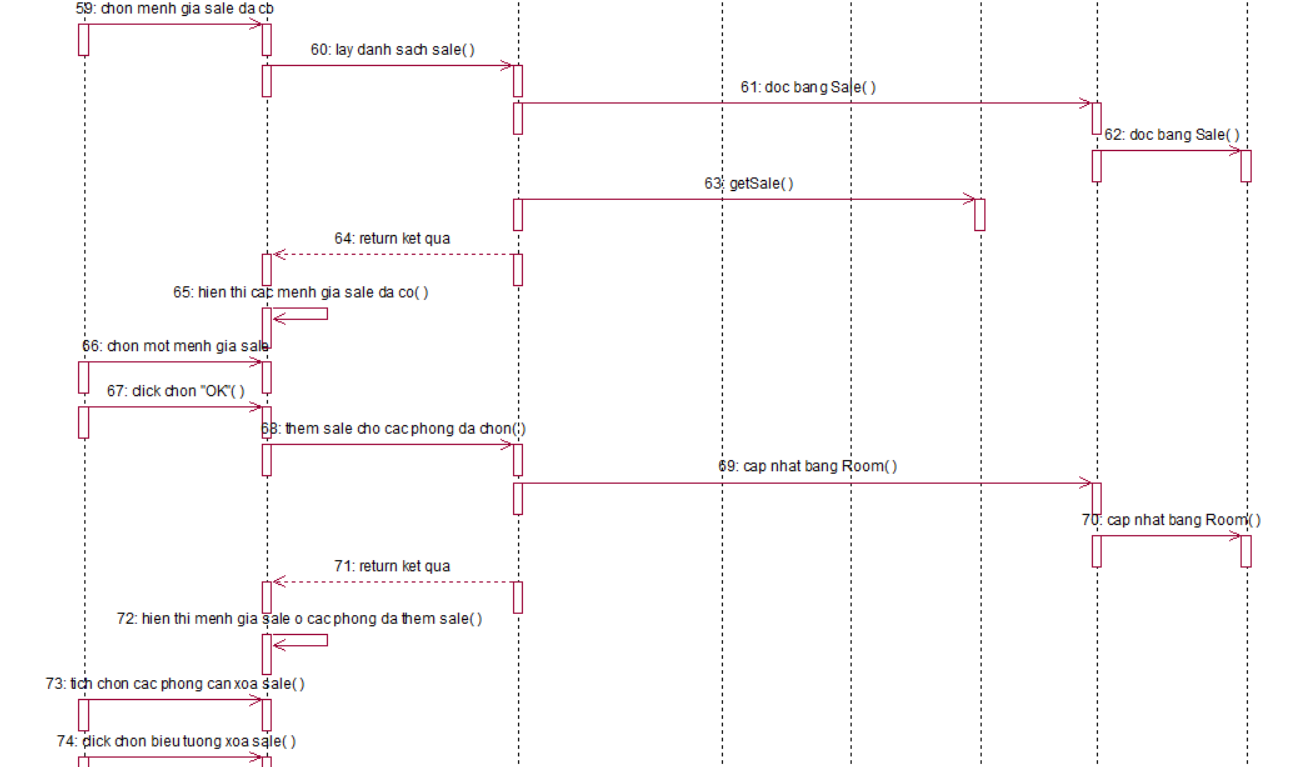 59: chon menh gia sale da cb
60: lay danh sach sale( )
61: doc bang Sale( )
62: doc bang Sale( )
63: getSale( )
64: return ket qua
65: hien thi cac menh gia sale da co( )
66: chon mot menh gia sale
67: click chon "OK"( )
68: them sale cho cac phong da chon( )
69: cap nhat bang Room( )
70: cap nhat bang Room( )
71: return ket qua
72: hien thi menh gia sale o cac phong da them sale( )
73: tich chon cac phong can xoa sale( )
74: click chon bieu tuong xoa sale( )